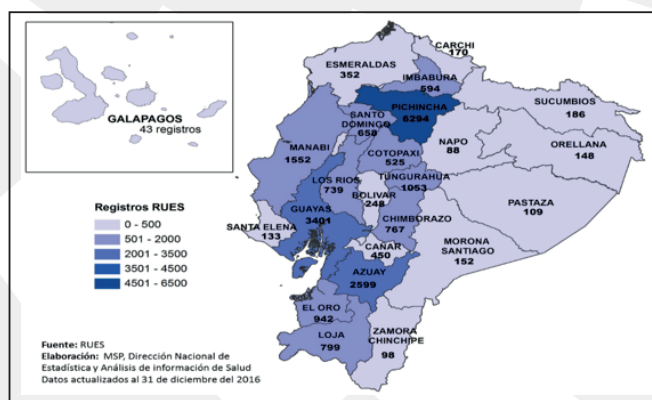 CARCHI
170
ESMERALDAS
352
IMBABURA
594
GALAPAGOS
43 registros
PICHINCHA
6294
SUCUMBIOS
186
SANTO
DOMINGO
658
NAPO
88
ORELLANA
148
MANABI
1552
COTOPAXI
525
LOS RIOS
739
TUNGURAHUA
1053
BOLIVAR
248
PASTAZA
109
GUAYAS
3401
CHIMBORAZO
767
SANTA ELENA
133
CAÑAR
450
MORONA
SANTIAGO
152
AZUAY
2599
EL ORO
942
LOJA
799
ZAMORA
CHINCHIPE
98
Registros RUES
0 - 500
501 - 2000
2001 - 3500
3501 - 4500
4501 - 6500
Fuente: RUES
Elaboración: MSP, Dirección Nacional de
Estadística y Análisis de información de Salud
Datos actualizados al 31 de diciembre del 2016